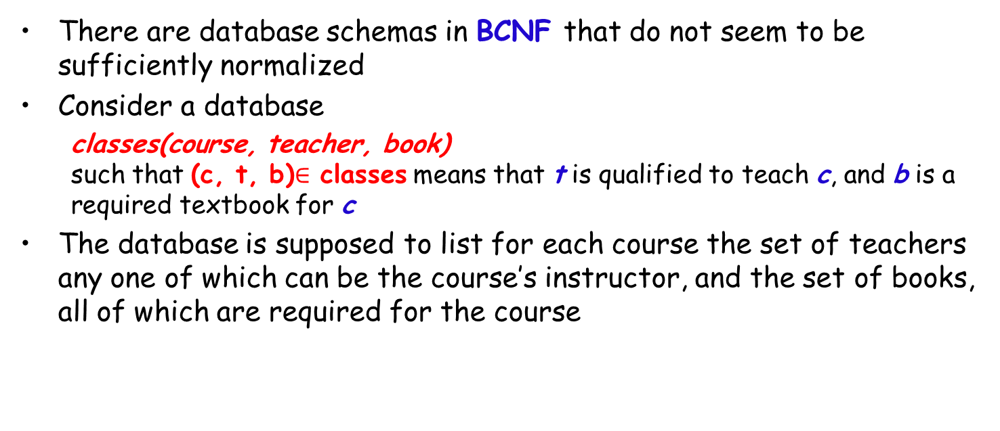 • There are database schemas in BCNF that do not seem to be
sufficiently normalized
• Consider a database
classes(course, teacher, book)
such that (c, t, b)∈ classes means that t is qualified to teach c, and b is a
required textbook for c
• The database is supposed to list for each course the set of teachers
any one of which can be the course’s instructor, and the set of books,
all of which are required for the course